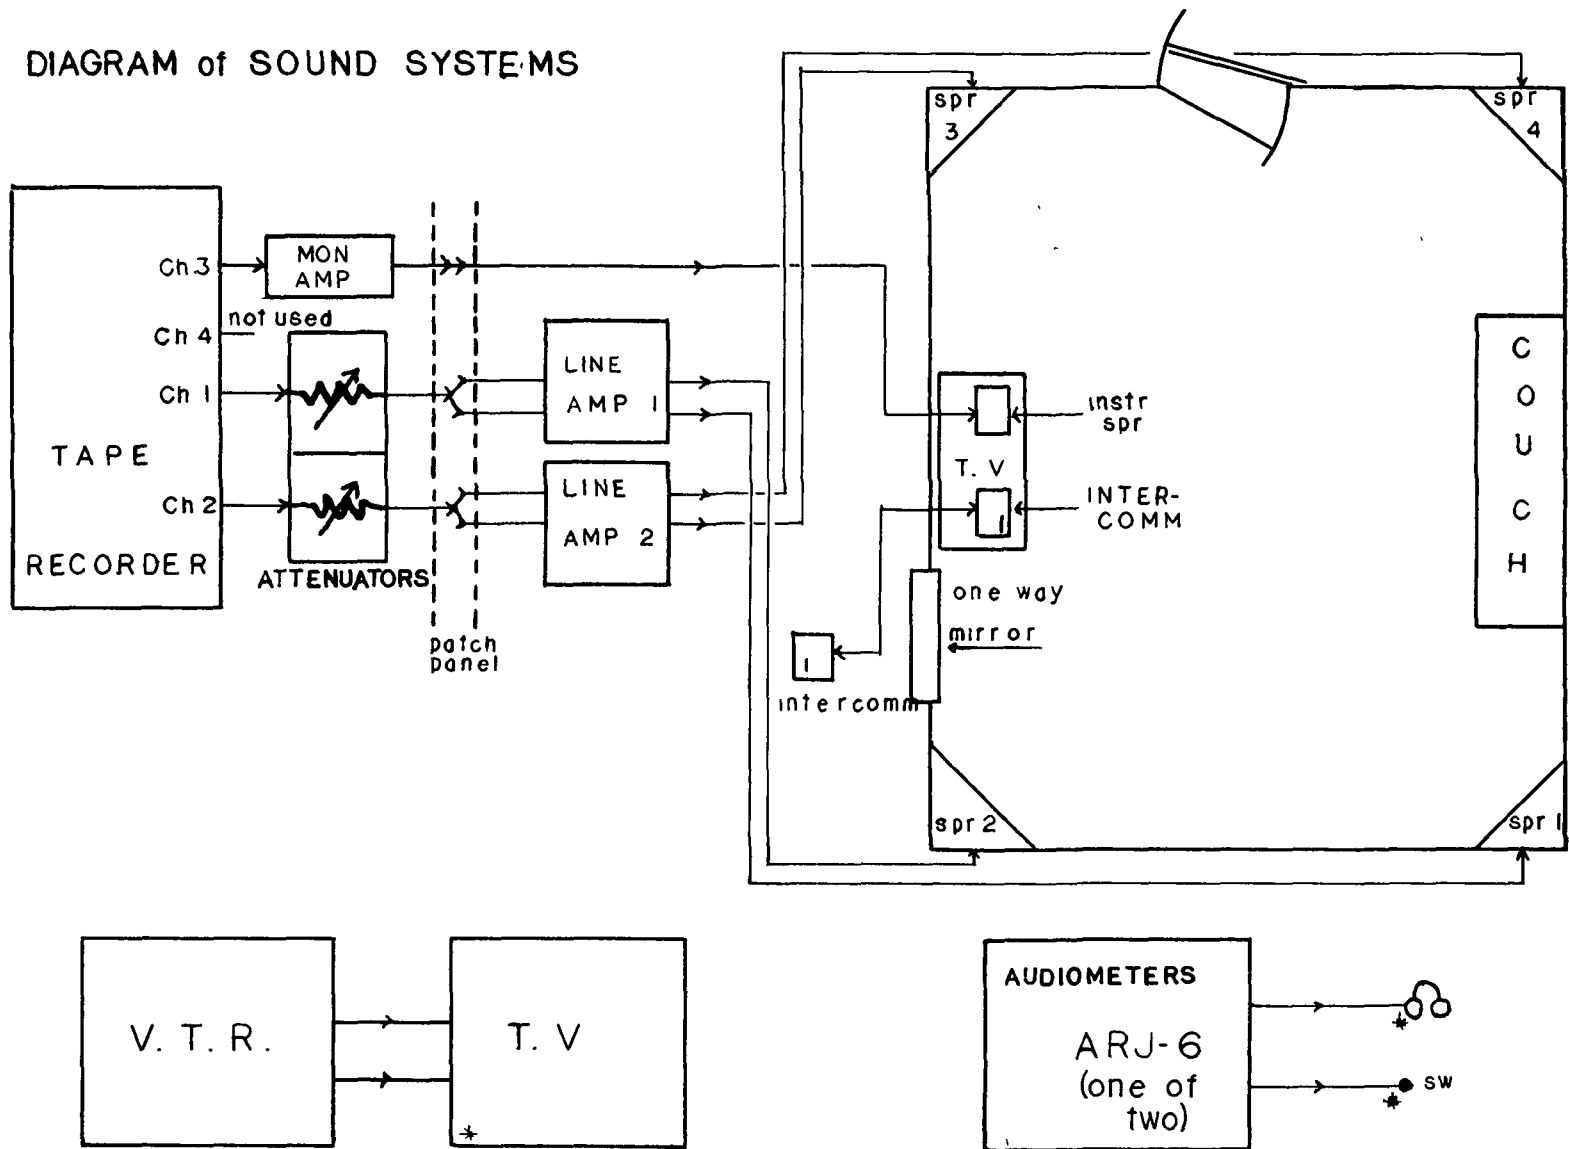 DIAGRAM of SOUND SYSTEMS
spr
3
spr
4
Ch 3
MON
AMP
not used
Ch 4
Ch 1
LINE
AMP 1
TAPE
RECORDER
Ch 2
LINE
AMP 2
ATTENUATORS
patch
panel
instr
spr
T. V
INTER-
COMM
1
COUCH
one way
mirror
1
intercomm
spr 2
spr 1
V. T. R.
T. V
*
AUDIOMETERS
ARJ-6
(one of
two)
*
sw
*